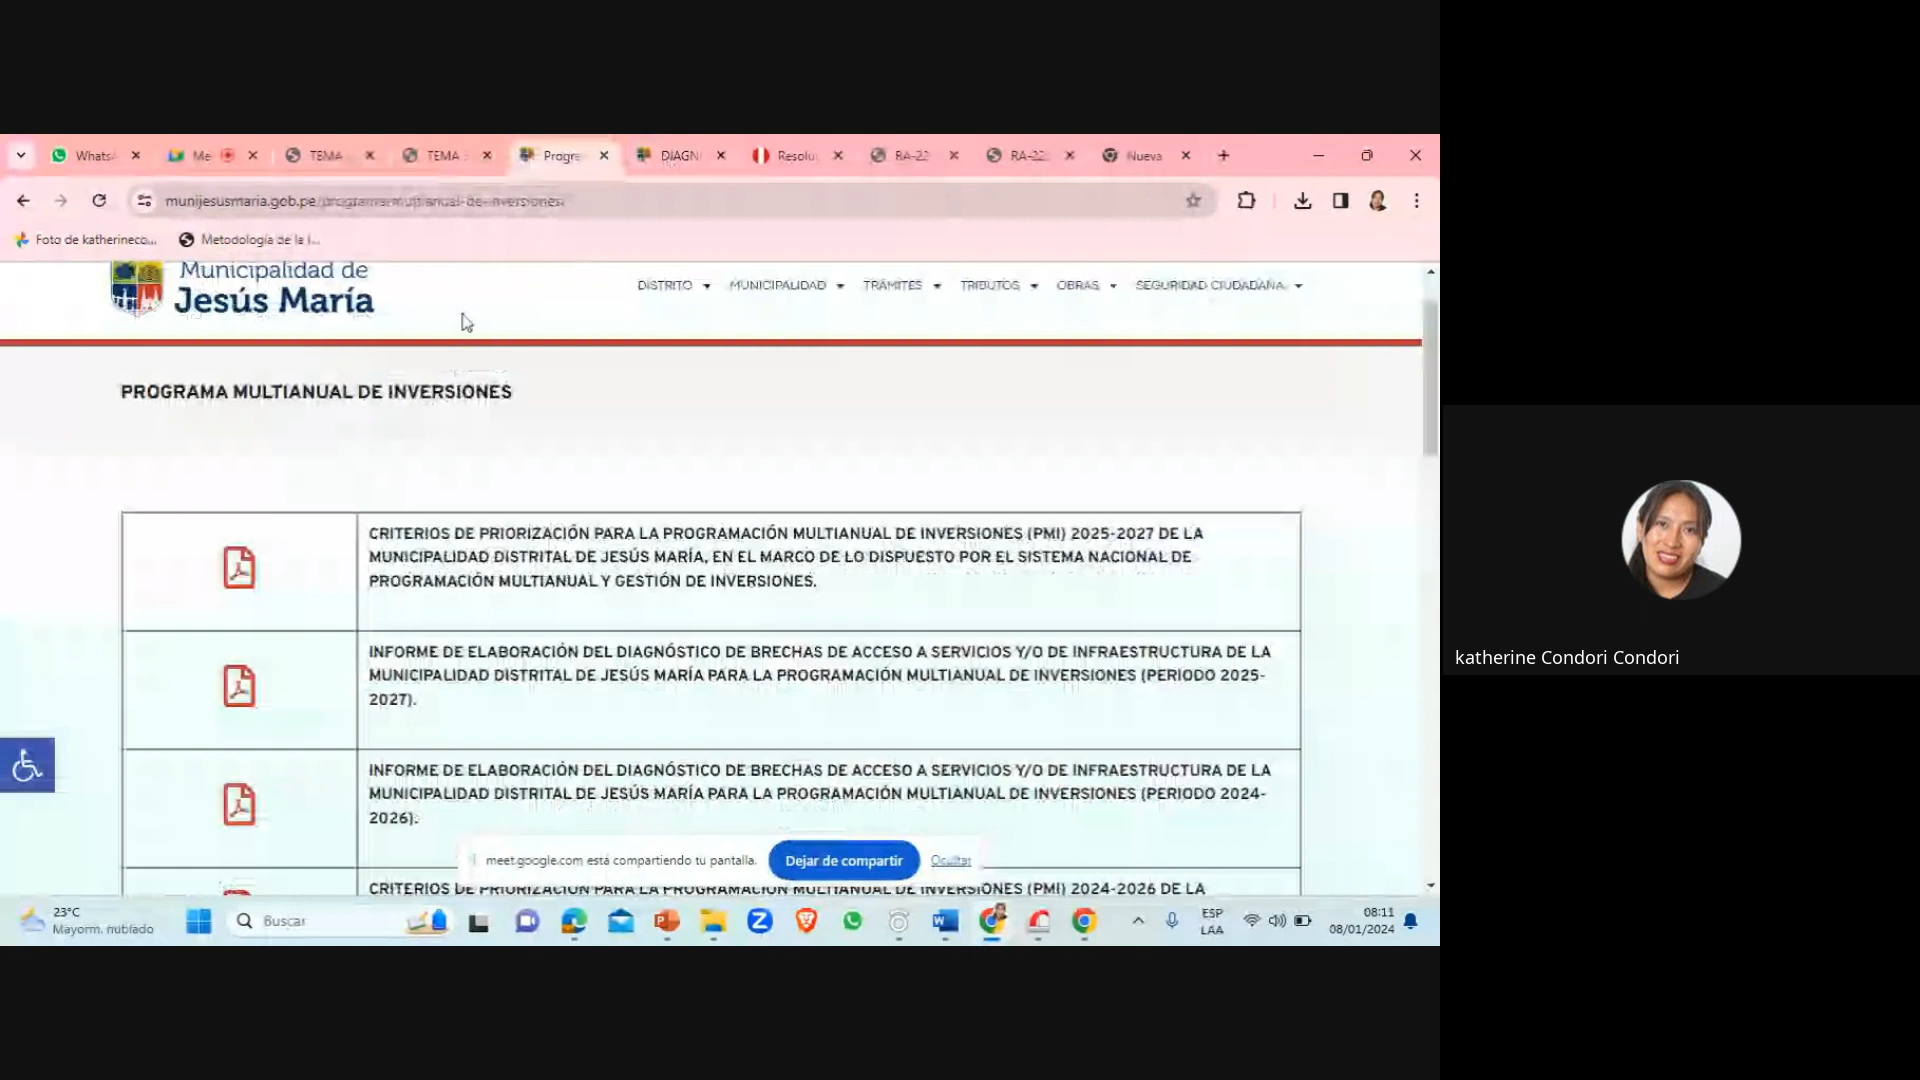 Whats
Me
TEMA
TEMA
Progra
DIAGN
Resolu
RA-22
RA-22
Nueva
munijesusmaria.gob.pe/programa-multianual-de-inversiones/
Foto de katherineco...
Metodología de la I...
Municipalidad de
Jesús María
DISTRITO
MUNICIPALIDAD
TRÁMITES
TRIBUTOS
OBRAS
SEGURIDAD CIUDADANA
PROGRAMA MULTIANUAL DE INVERSIONES
CRITERIOS DE PRIORIZACIÓN PARA LA PROGRAMACIÓN MULTIANUAL DE INVERSIONES (PMI) 2025-2027 DE LA
MUNICIPALIDAD DISTRITAL DE JESÚS MARÍA, EN EL MARCO DE LO DISPUESTO POR EL SISTEMA NACIONAL DE
PROGRAMACIÓN MULTIANUAL Y GESTIÓN DE INVERSIONES.
INFORME DE ELABORACIÓN DEL DIAGNÓSTICO DE BRECHAS DE ACCESO A SERVICIOS Y/O DE INFRAESTRUCTURA DE LA
MUNICIPALIDAD DISTRITAL DE JESÚS MARÍA PARA LA PROGRAMACIÓN MULTIANUAL DE INVERSIONES (PERIODO 2025-
2027).
INFORME DE ELABORACIÓN DEL DIAGNÓSTICO DE BRECHAS DE ACCESO A SERVICIOS Y/O DE INFRAESTRUCTURA DE LA
MUNICIPALIDAD DISTRITAL DE JESÚS MARÍA PARA LA PROGRAMACIÓN MULTIANUAL DE INVERSIONES (PERIODO 2024-
2026).
CRITERIOS DE PRIORIZACIÓN PARA LA PROGRAMACIÓN MULTIANUAL DE INVERSIONES (PMI) 2024-2026 DE LA
meet.google.com está compartiendo tu pantalla.
Dejar de compartir
Ocultar
katherine Condori Condori
23°C
Mayorm. nublado
Buscar
ESP
LAA
08:11
08/01/2024